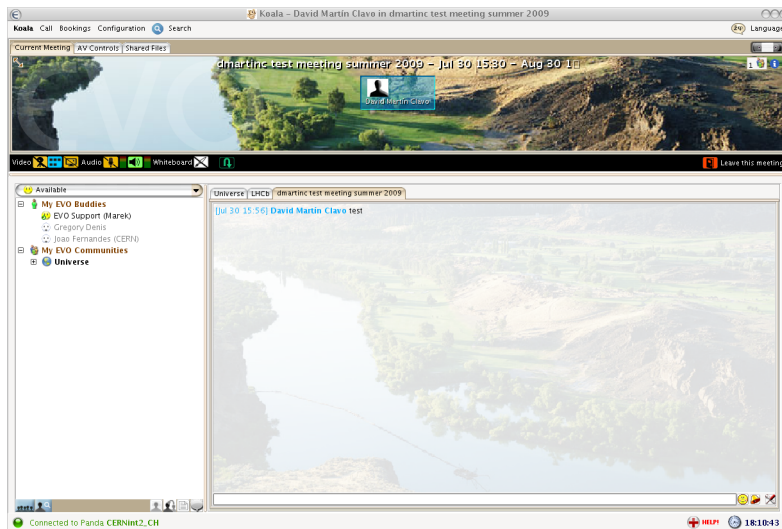 Koala – David Martín Clavo in dmartinc test meeting summer 2009
Koala Call Bookings Configuration Search
Language
Current Meeting AV Controls Shared Files
dmartinc test meeting summer 2009 – Jul 30 15:30 – Aug 30 1
1
EVO
David Martín Clavo
Video Audio Whiteboard
Leave this meeting
Available
My EVO Buddies
EVO Support (Marek)
Gregory Denis
Joao Fernandes (CERN)
My EVO Communities
Universe
Universe LHCb dmartinc test meeting summer 2009
[Jul 30 15:56] David Martín Clavo test
Connected to Panda CERNint2_CH
HELP!
18:10:43